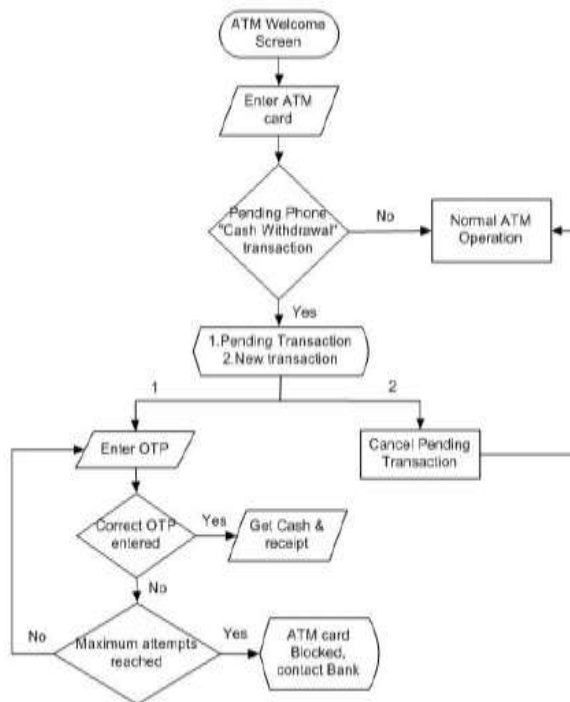 ATM Welcome
Screen
Enter ATM
card
Pending Phone
"Cash Withdrawal"
transaction
No
Normal ATM
Operation
Yes
1.Pending Transaction
2.New transaction
1
2
Enter OTP
Cancel Pending
Transaction
Correct OTP
entered
Yes
Get Cash &
receipt
No
No
Maximum attempts
reached
Yes
ATM card
Blocked,
contact Bank